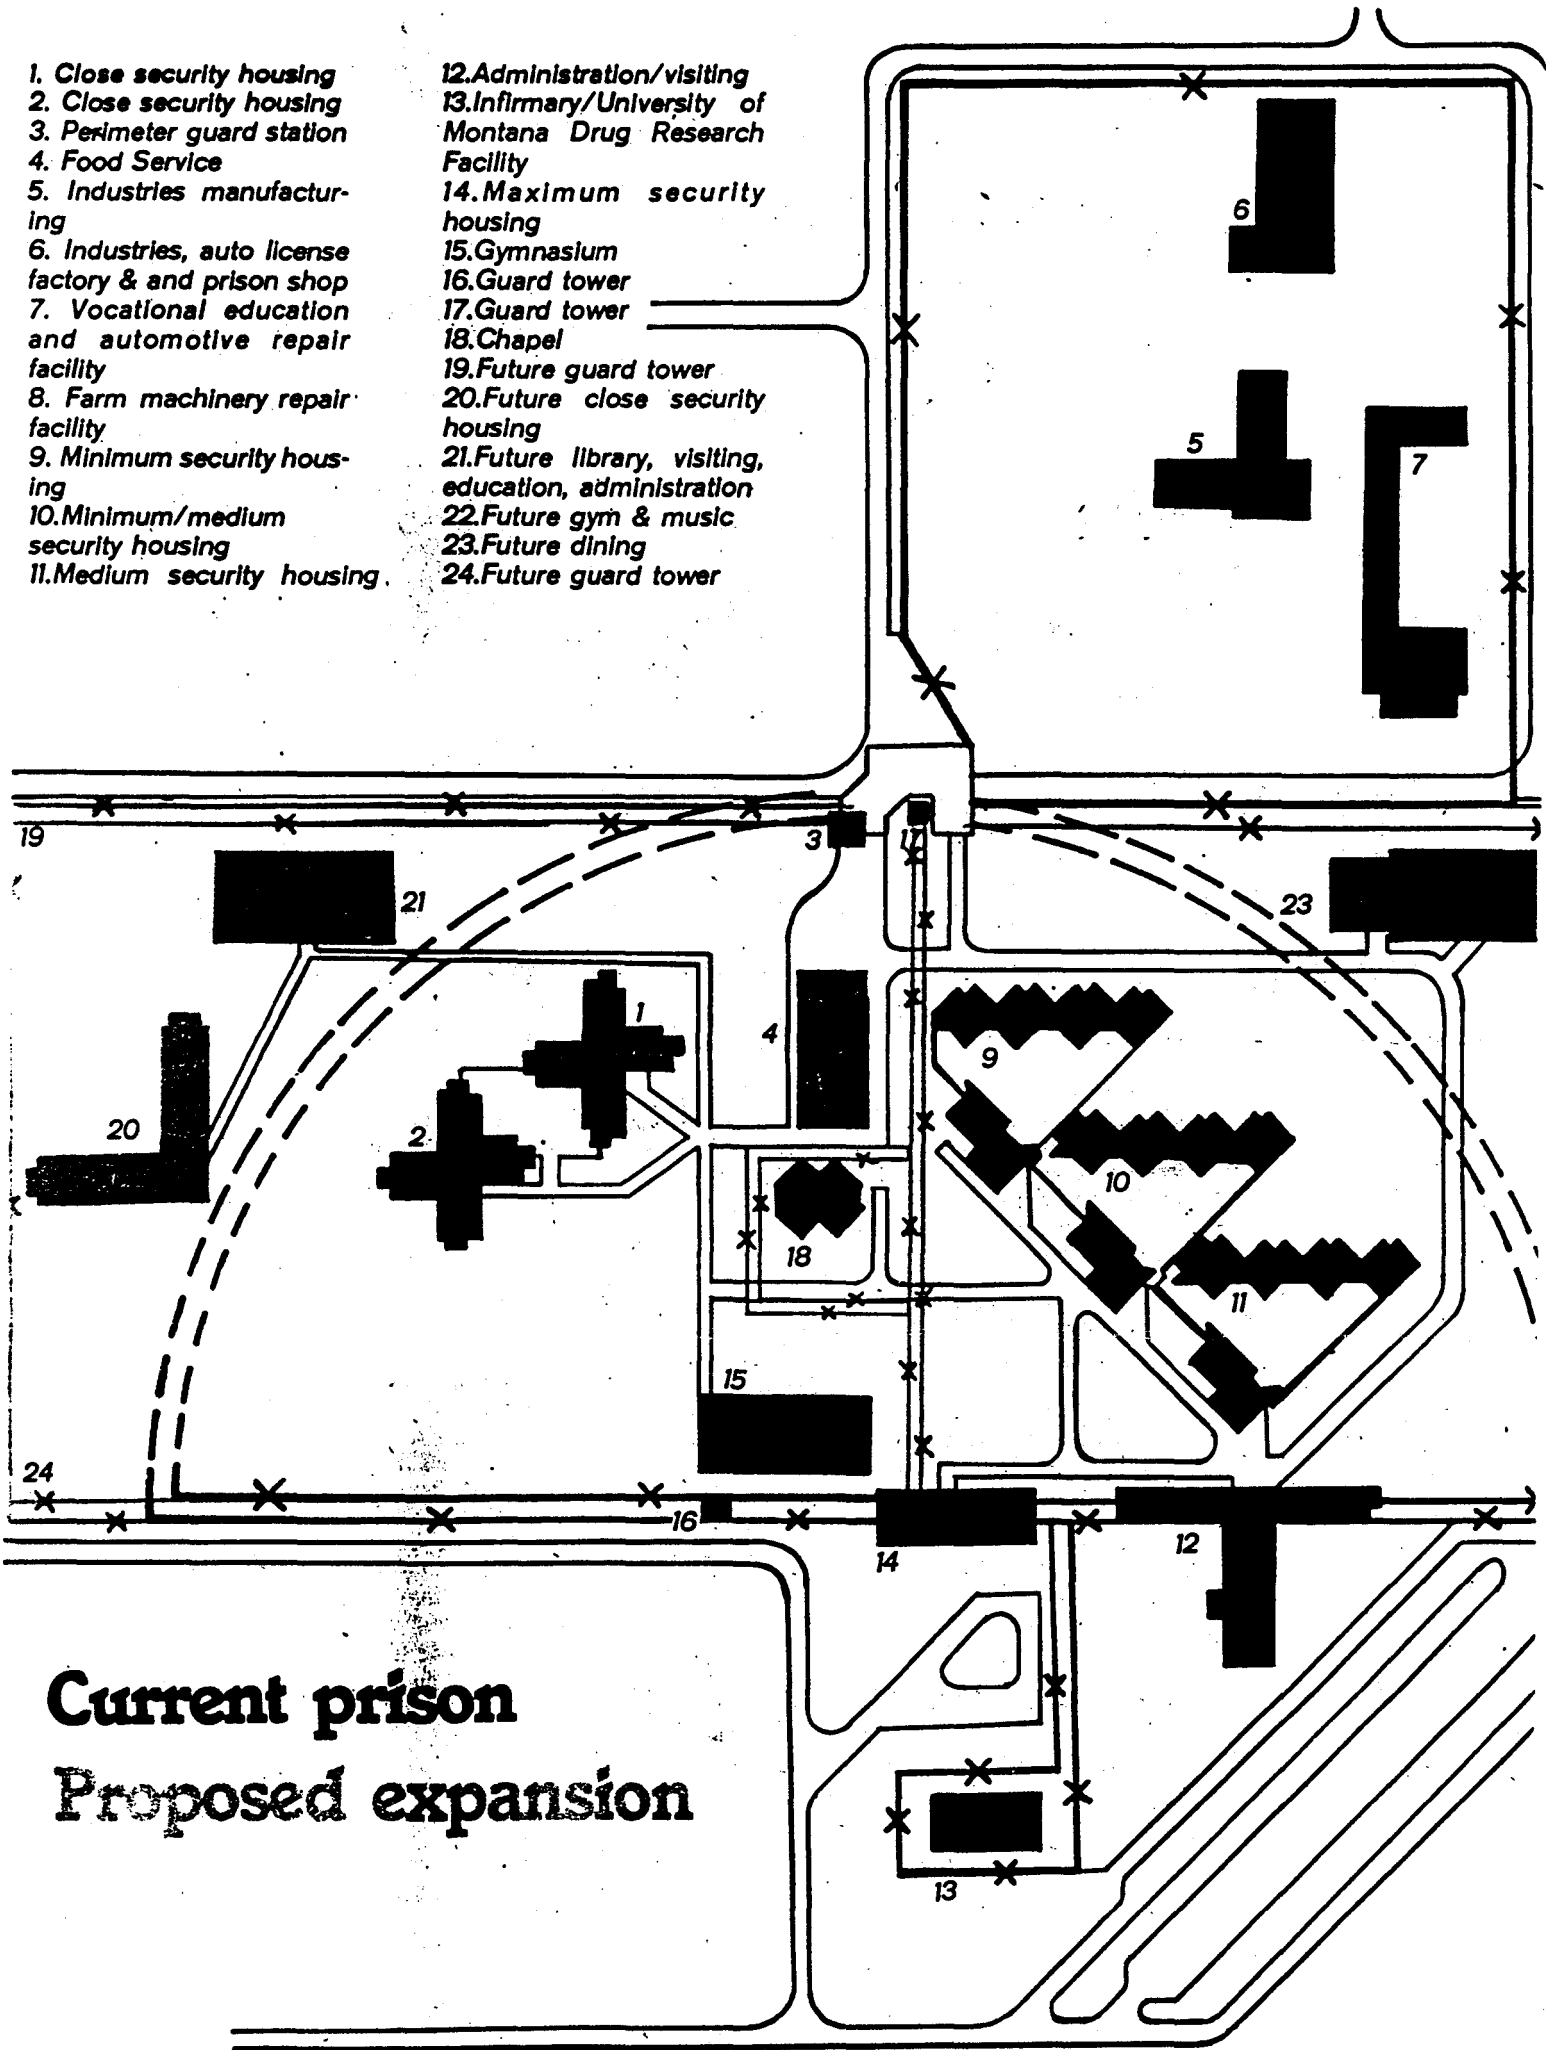 1. Close security housing
2. Close security housing
3. Perimeter guard station
4. Food Service
5. Industries manufactur-
ing
6. Industries, auto license
factory & and prison shop
7. Vocational education
and automotive repair
facility
8. Farm machinery repair
facility
9. Minimum security hous-
ing
10.Minimum/medium
security housing
11.Medium security housing.
12.Administration/visiting
13.Infirmary/University of
Montana Drug Research
Facility
14.Maximum security
housing
15.Gymnasium
16.Guard tower
17.Guard tower
18.Chapel
19.Future guard tower
20.Future close security
housing
21.Future library, visiting,
education, administration
22.Future gym & music
23.Future dining
24.Future guard tower
6
5
7
19
3
17
21
23
1
4
9
20
2
10
18
11
15
24
16
14
12
Current prison
Proposed expansion
13